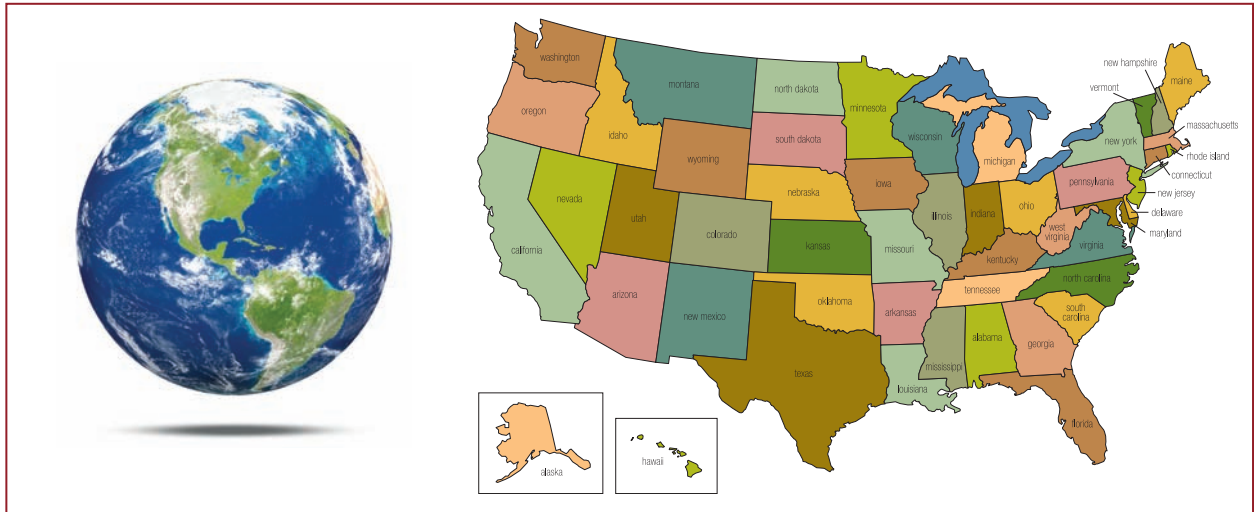 washington
oregon
california
nevada
idaho
montana
wyoming
utah
arizona
colorado
new mexico
north dakota
south dakota
nebraska
kansas
oklahoma
texas
minnesota
iowa
missouri
arkansas
louisiana
wisconsin
illinois
michigan
indiana
ohio
kentucky
tennessee
mississippi
alabama
georgia
florida
south
carolina
north carolina
virginia
west
virginia
pennsylvania
new york
vermont
new hampshire
maine
massachusetts
rhode island
connecticut
new jersey
delaware
maryland
alaska
hawaii